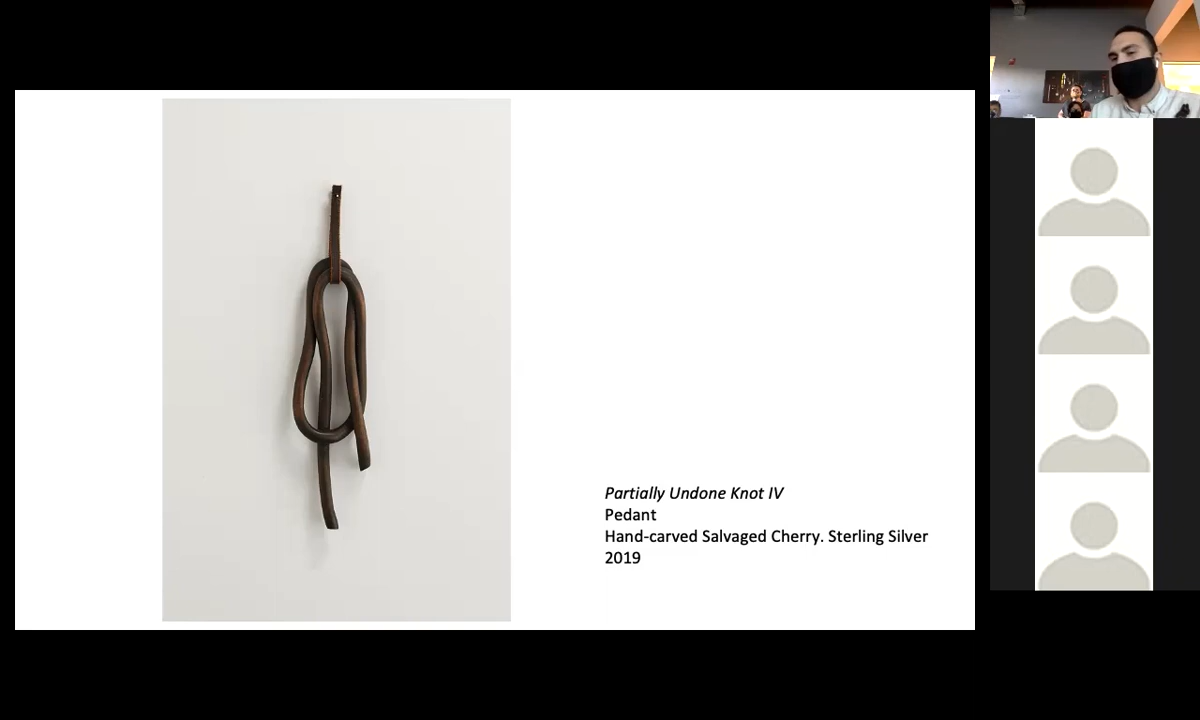 Partially Undone Knot IV
Pedant
Hand-carved Salvaged Cherry. Sterling Silver
2019